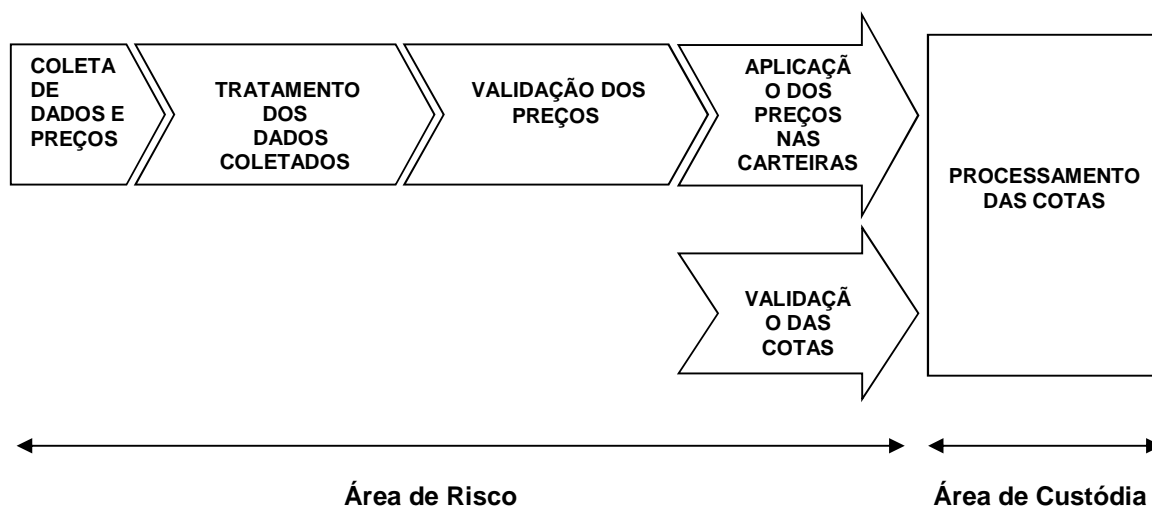 COLETA
DE
DADOS E
PREÇOS
TRATAMENTO
DOS
DADOS
COLETADOS
VALIDAÇÃO DOS
PREÇOS
APLICAÇÃ
O DOS
PREÇOS
NAS
CARTEIRAS
VALIDAÇÃ
O DAS
COTAS
PROCESSAMENTO
DAS COTAS
Área de Risco
Área de Custódia